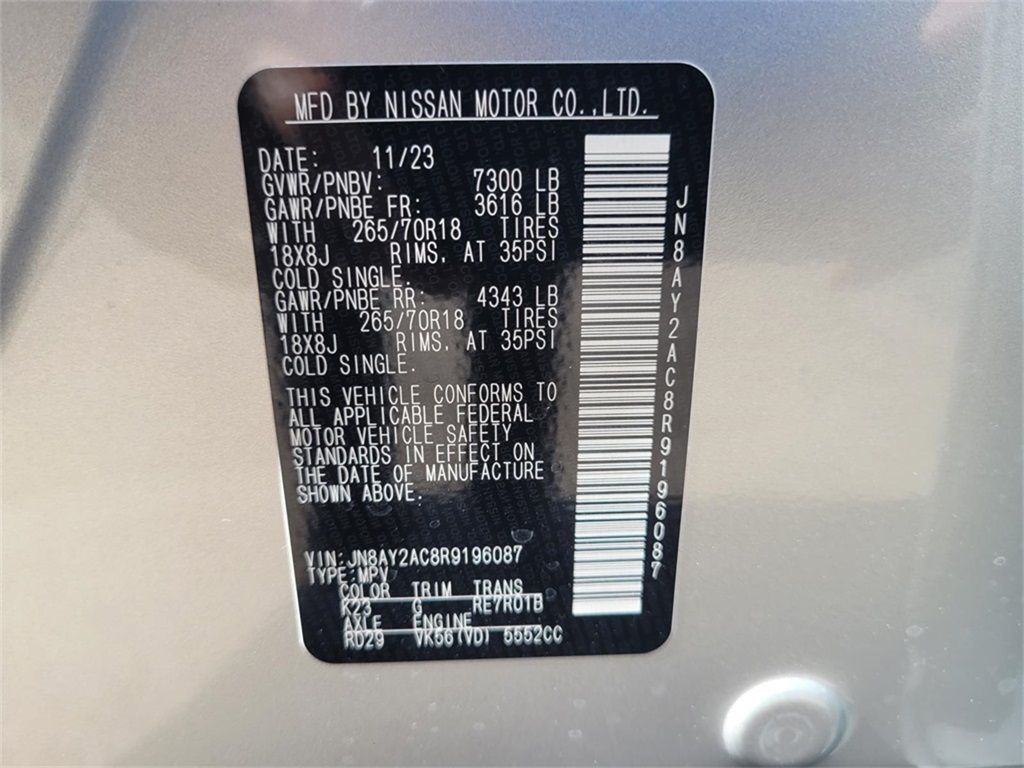 MFD BY NISSAN MOTOR CO.,LTD.
DATE: 11/23
GVWR/PNBV: 7300 LB
GAWR/PNBE FR: 3616 LB
WITH 265/70R18 TIRES
18X8J RIMS, AT 35PSI
COLD SINGLE.
GAWR/PNBE RR: 4343 LB
WITH 265/70R18 TIRES
18X8J RIMS, AT 35PSI
COLD SINGLE.
THIS VEHICLE CONFORMS TO
ALL APPLICABLE FEDERAL
MOTOR VEHICLE SAFETY
STANDARDS IN EFFECT ON
THE DATE OF MANUFACTURE
SHOWN ABOVE.
VIN:JN8AY2AC8R9196087
TYPE:MPV
COLOR TRIM TRANS
K23 G RE7R01B
AXLE ENGINE
RD29 VK56(VD) 5552CC
JN8AY2AC8R9196087